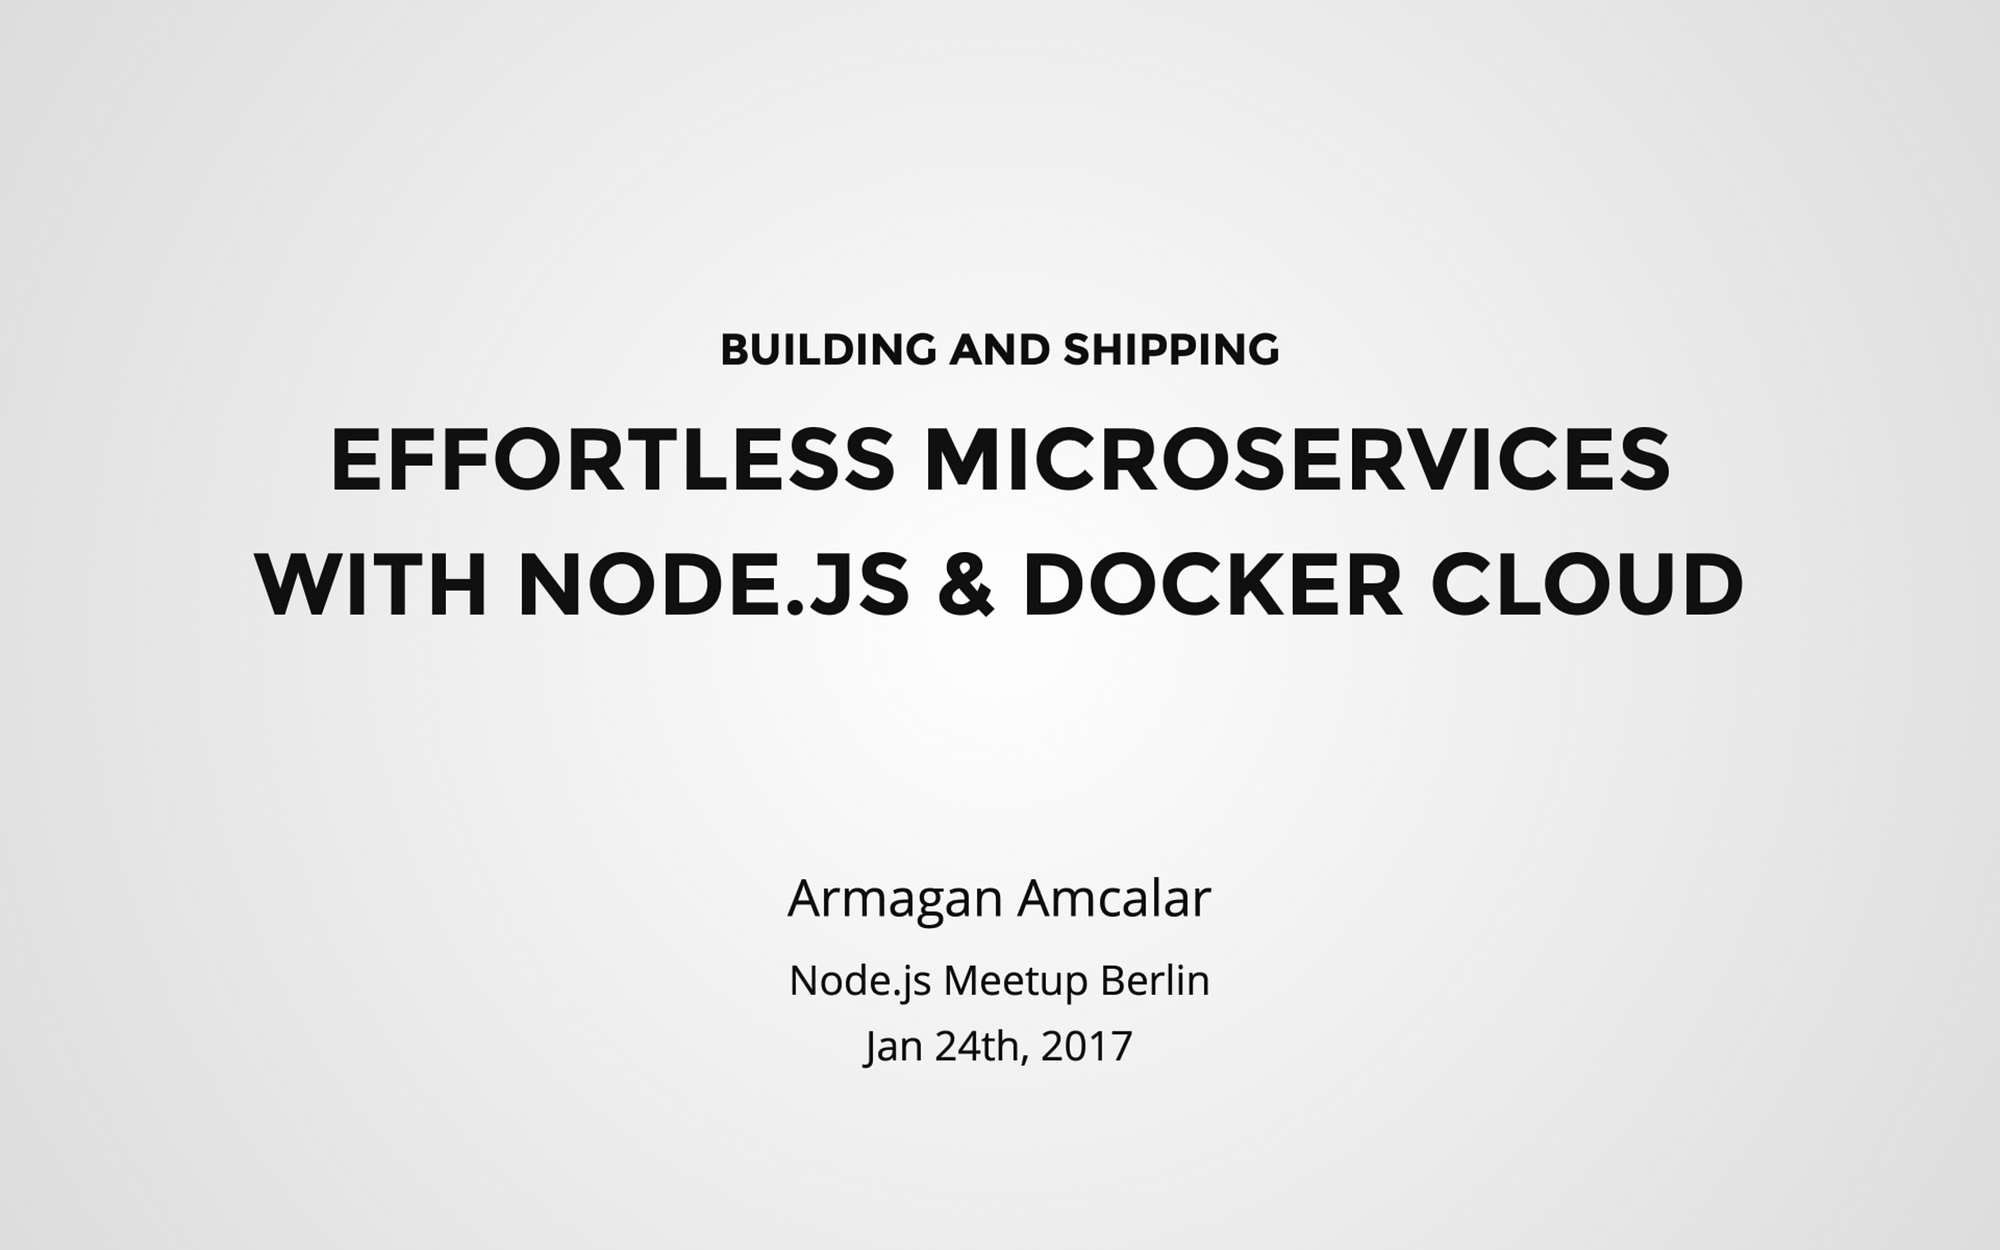 BUILDING AND SHIPPING
EFFORTLESS MICROSERVICES
WITH NODE.JS & DOCKER CLOUD
Armagan Amcalar
Node.js Meetup Berlin
Jan 24th, 2017